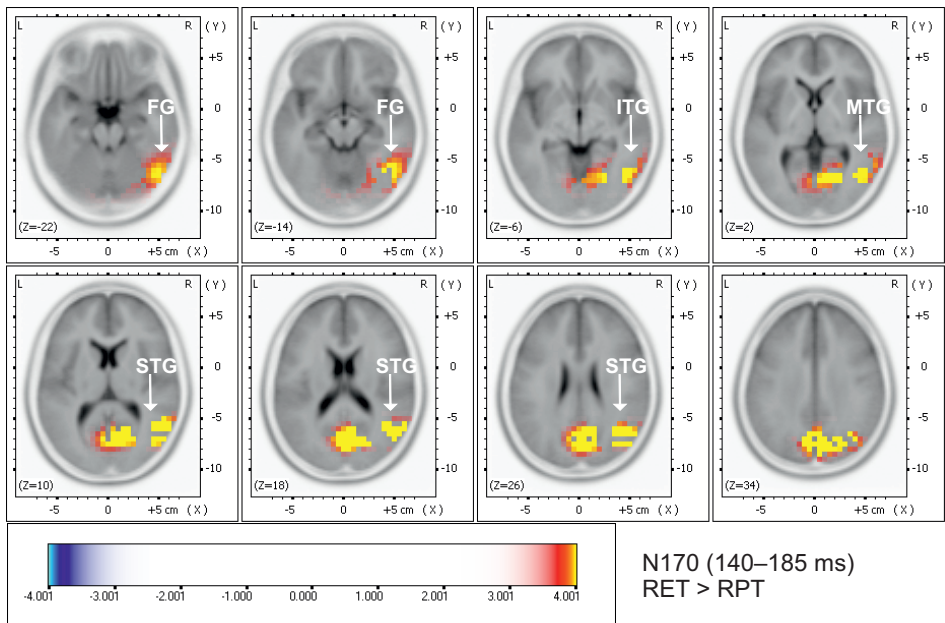 L R (Y)
+5
FG
0
-5
-10
(Z=-22)
-5 0 +5 cm (X)
L R (Y)
+5
FG
0
-5
-10
(Z=-14)
-5 0 +5 cm (X)
L R (Y)
+5
ITG
0
-5
-10
(Z=-6)
-5 0 +5 cm (X)
L R (Y)
+5
MTG
0
-5
-10
(Z=2)
-5 0 +5 cm (X)
L R (Y)
+5
STG
0
-5
-10
(Z=10)
-5 0 +5 cm (X)
L R (Y)
+5
STG
0
-5
-10
(Z=18)
-5 0 +5 cm (X)
L R (Y)
+5
STG
0
-5
-10
(Z=26)
-5 0 +5 cm (X)
L R (Y)
+5
0
-5
-10
(Z=34)
-5 0 +5 cm (X)
-4.001 -3.001 -2.001 -1.000 0.000 1.000 2.001 3.001 4.001
N170 (140–185 ms)
RET > RPT